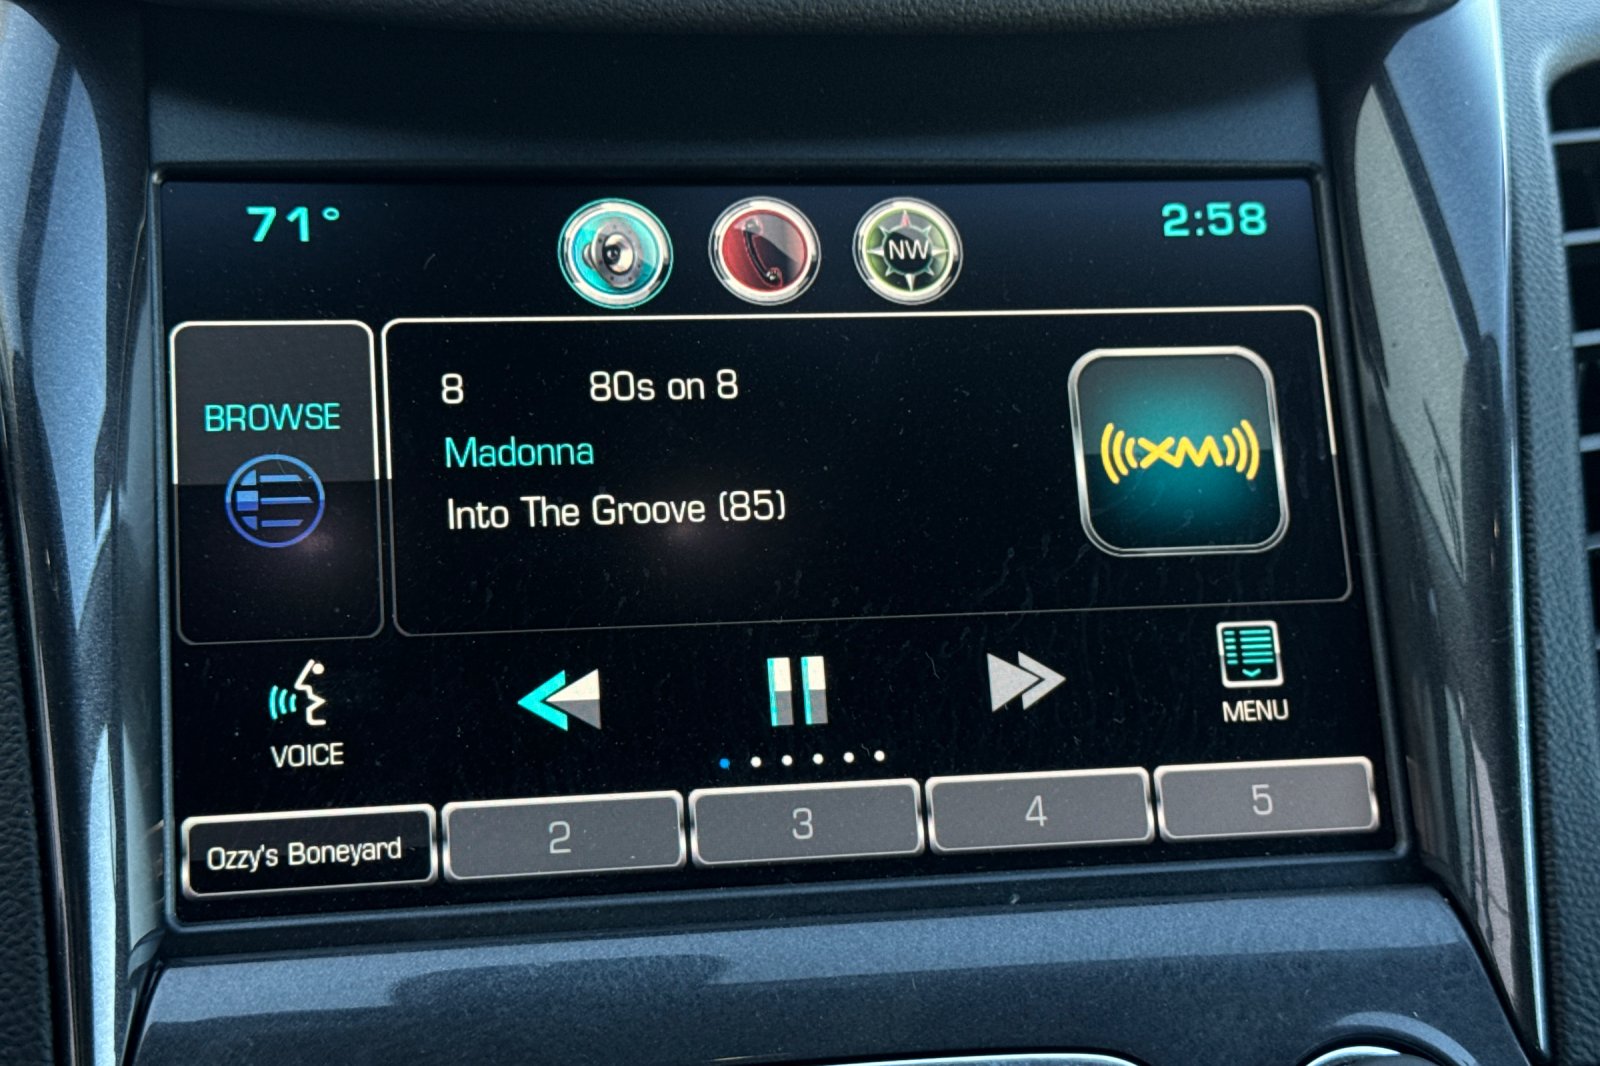 71°
NW
2:58
BROWSE
8 80s on 8
Madonna
Into The Groove (85)
XM
VOICE
MENU
Ozzy's Boneyard
2
3
4
5